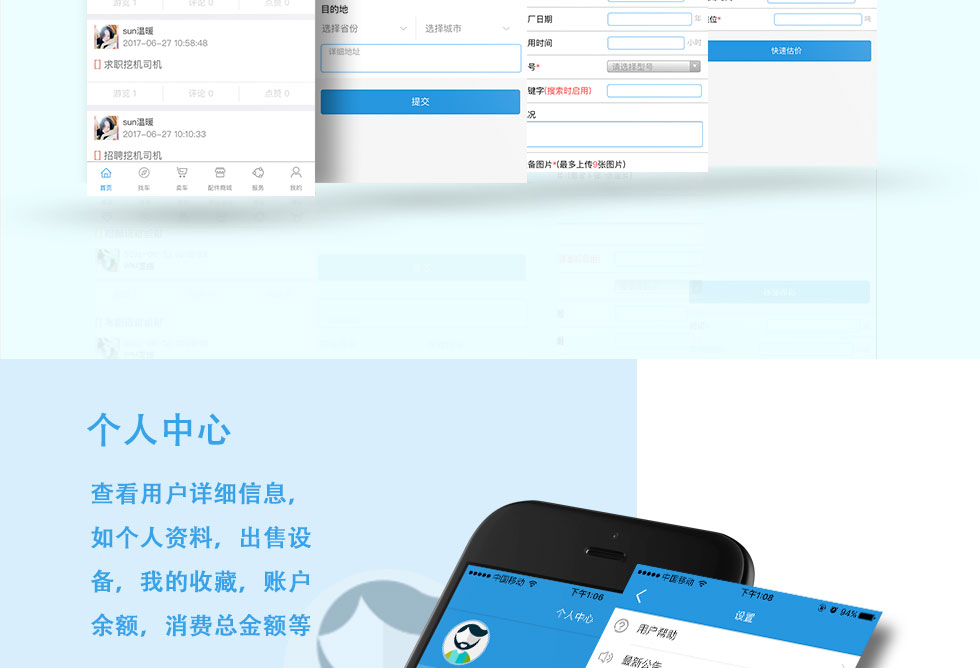 游览 1 评论 0 点赞 0
sun温暖
2017-06-27 10:58:48
[] 求职挖机司机
游览 1 评论 0 点赞 0
sun温暖
2017-06-27 10:10:33
[] 招聘挖机司机
首页 找车 卖车 配件商城 服务 我的
目的地
选择省份 选择城市
详细地址
提交
厂日期 年
用时间 小时
号* 请选择型号
键字(搜索时启用)
况
备图片*(最多上传9张图片)
位* 吨
快速估价
个人中心
查看用户详细信息,
如个人资料, 出售设
备, 我的收藏, 账户
余额, 消费总金额等
中国移动
下午1:06
个人中心
中国移动
下午1:08
94%
设置
用户帮助
最新公告